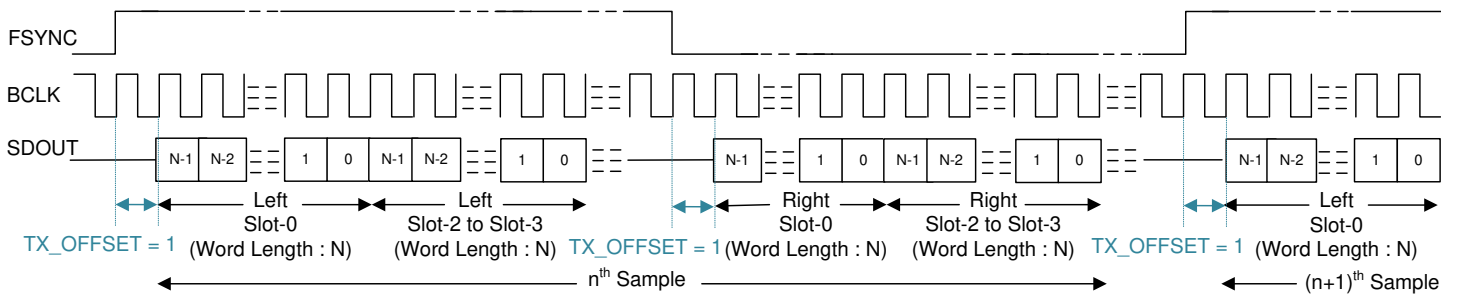 FSYNC
BCLK
SDOUT N-1 N-2 1 0 N-1 N-2 1 0 N-1 1 0 N-1 N-2 1 0 N-1 N-2 1 0
Left Left Right Right Left
Slot-0 Slot-2 to Slot-3 Slot-0 Slot-2 to Slot-3 Slot-0
TX_OFFSET = 1 (Word Length : N) (Word Length : N) TX_OFFSET = 1 (Word Length : N) (Word Length : N) TX_OFFSET = 1 (Word Length : N)
nth Sample (n+1)th Sample